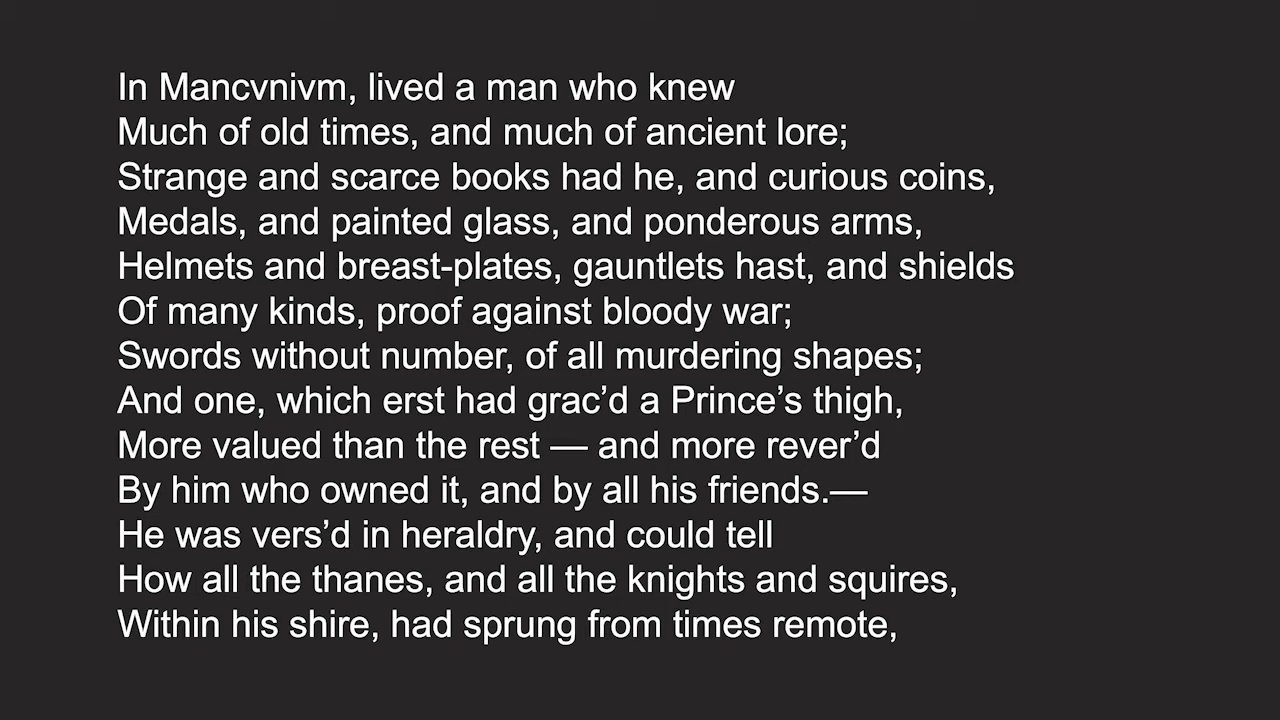 In Mancvnivm, lived a man who knew
Much of old times, and much of ancient lore;
Strange and scarce books had he, and curious coins,
Medals, and painted glass, and ponderous arms,
Helmets and breast-plates, gauntlets hast, and shields
Of many kinds, proof against bloody war;
Swords without number, of all murdering shapes;
And one, which erst had grac’d a Prince’s thigh,
More valued than the rest — and more rever’d
By him who owned it, and by all his friends.—
He was vers’d in heraldry, and could tell
How all the thanes, and all the knights and squires,
Within his shire, had sprung from times remote,